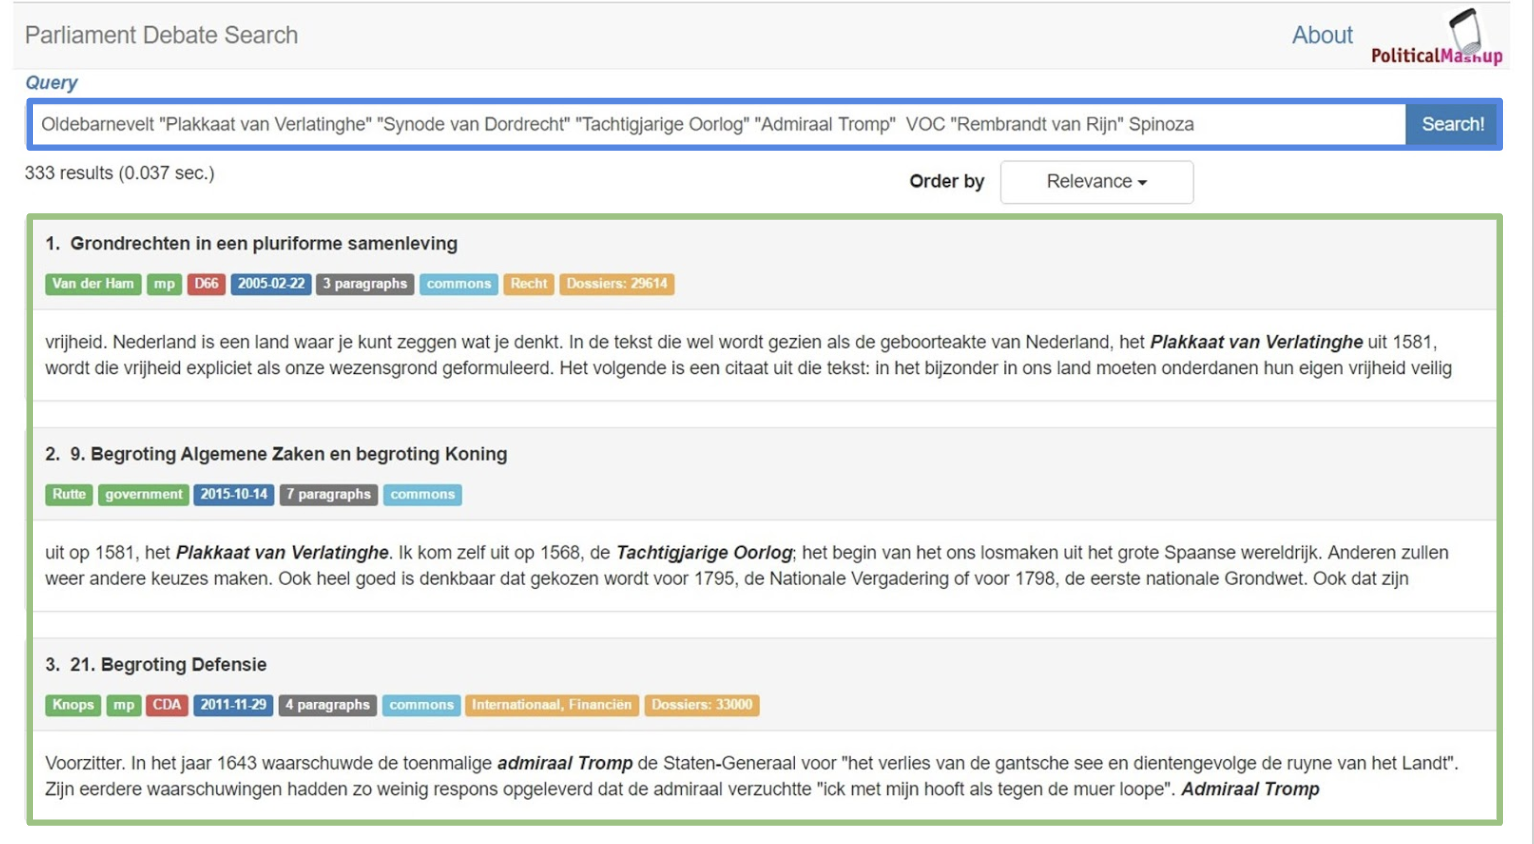 Parliament Debate Search
About
PoliticalMashup
Query
Oldebarnevelt "Plakkaat van Verlatinghe" "Synode van Dordrecht" "Tachtigjarige Oorlog" "Admiraal Tromp" VOC "Rembrandt van Rijn" Spinoza
Search!
333 results (0.037 sec.)
Order by
Relevance
1. Grondrechten in een pluriforme samenleving
Van der Ham mp D66 2005-02-22 3 paragraphs commons Recht Dossiers: 29614
vrijheid. Nederland is een land waar je kunt zeggen wat je denkt. In de tekst die wel wordt gezien als de geboorteakte van Nederland, het Plakkaat van Verlatinghe uit 1581,
wordt die vrijheid expliciet als onze wezensgrond geformuleerd. Het volgende is een citaat uit die tekst: in het bijzonder in ons land moeten onderdanen hun eigen vrijheid veilig
2. 9. Begroting Algemene Zaken en begroting Koning
Rutte government 2015-10-14 7 paragraphs commons
uit op 1581, het Plakkaat van Verlatinghe. Ik kom zelf uit op 1568, de Tachtigjarige Oorlog; het begin van het ons losmaken uit het grote Spaanse wereldrijk. Anderen zullen
weer andere keuzes maken. Ook heel goed is denkbaar dat gekozen wordt voor 1795, de Nationale Vergadering of voor 1798, de eerste nationale Grondwet. Ook dat zijn
3. 21. Begroting Defensie
Knops mp CDA 2011-11-29 4 paragraphs commons Internationaal, Financiën Dossiers: 33000
Voorzitter. In het jaar 1643 waarschuwde de toenmalige admiraal Tromp de Staten-Generaal voor "het verlies van de gantsche see en dientengevolge de ruyne van het Landt".
Zijn eerdere waarschuwingen hadden zo weinig respons opgeleverd dat de admiraal verzuchtte "ick met mijn hooft als tegen de muer loope". Admiraal Tromp